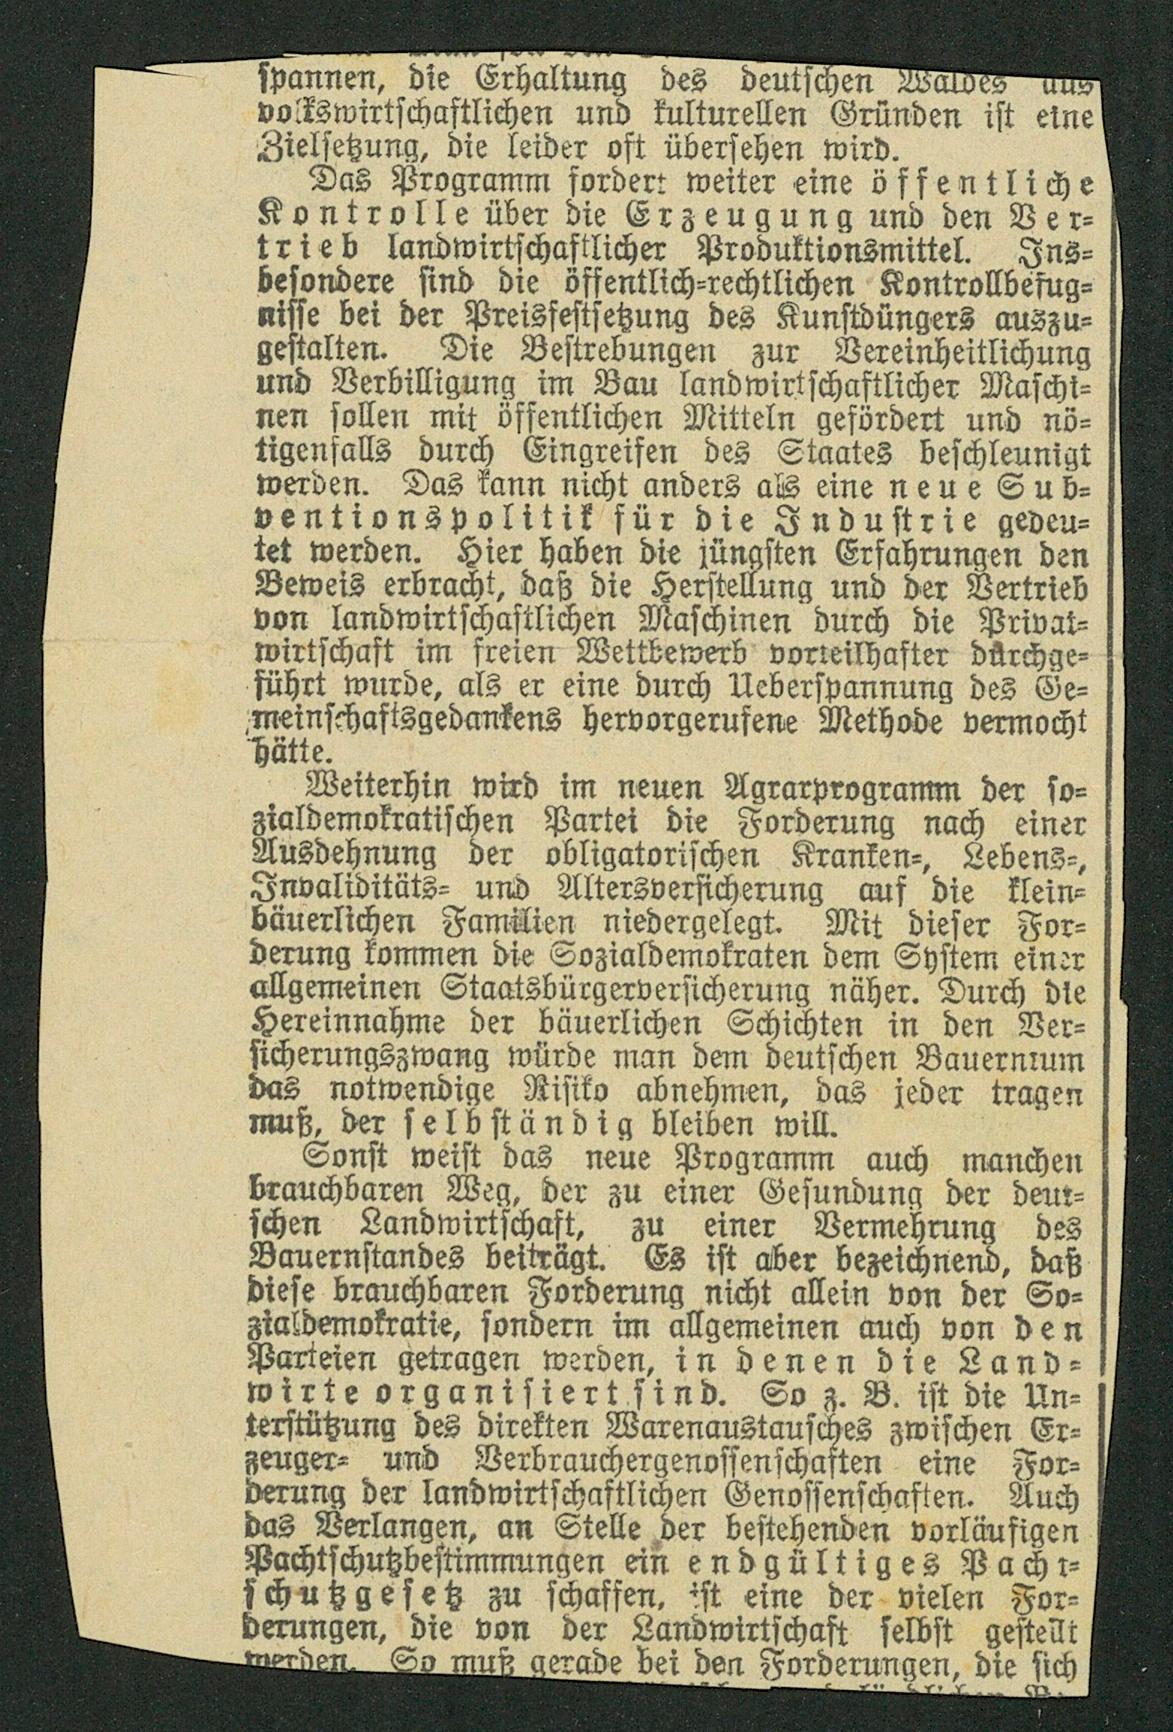 spannen, die Erhaltung des deutschen Waldes aus
volkswirtschaftlichen und kulturellen Gründen ist eine
Zielsetzung, die leider oft übersehen wird.
Das Programm fordert weiter eine öffentliche
Kontrolle über die Erzeugung und den Ver-
trieb landwirtschaftlicher Produktionsmittel. Ins-
besondere sind die öffentlich-rechtlichen Kontrollbefug-
nisse bei der Preisfestsetzung des Kunstdüngers auszu-
gestalten. Die Bestrebungen zur Vereinheitlichung
und Verbilligung im Bau landwirtschaftlicher Maschi-
nen sollen mit öffentlichen Mitteln gefördert und nö-
tigenfalls durch Eingreifen des Staates beschleunigt
werden. Das kann nicht anders als eine neue Sub-
ventionspolitik für die Industrie gedeu-
tet werden. Hier haben die jüngsten Erfahrungen den
Beweis erbracht, daß die Herstellung und der Vertrieb
von landwirtschaftlichen Maschinen durch die Privat-
wirtschaft im freien Wettbewerb vorteilhafter durchge-
führt wurde, als er eine durch Ueberspannung des Ge-
meinschaftsgedankens hervorgerufene Methode vermocht
hätte.
Weiterhin wird im neuen Agrarprogramm der so-
zialdemokratischen Partei die Forderung nach einer
Ausdehnung der obligatorischen Kranken-, Lebens-,
Invaliditäts- und Altersversicherung auf die klein-
bäuerlichen Familien niedergelegt. Mit dieser For-
derung kommen die Sozialdemokraten dem System einer
allgemeinen Staatsbürgerversicherung näher. Durch die
Hereinnahme der bäuerlichen Schichten in den Ver-
sicherungszwang würde man dem deutschen Bauerntum
das notwendige Risiko abnehmen, das jeder tragen
muß, der selbständig bleiben will.
Sonst weist das neue Programm auch manchen
brauchbaren Weg, der zu einer Gesundung der deut-
schen Landwirtschaft, zu einer Vermehrung des
Bauernstandes beiträgt. Es ist aber bezeichnend, daß
diese brauchbaren Forderung nicht allein von der So-
zialdemokratie, sondern im allgemeinen auch von den
Parteien getragen werden, in denen die Land-
wirte organisiert sind. So z. B. ist die Un-
terstützung des direkten Warenaustausches zwischen Er-
zeuger- und Verbrauchergenossenschaften eine For-
derung der landwirtschaftlichen Genossenschaften. Auch
das Verlangen, an Stelle der bestehenden vorläufigen
Pachtschutzbestimmungen ein endgültiges Pacht-
schutzgesetz zu schaffen, ist eine der vielen For-
derungen, die von der Landwirtschaft selbst gestellt
werden. So muß gerade bei den Forderungen, die sich